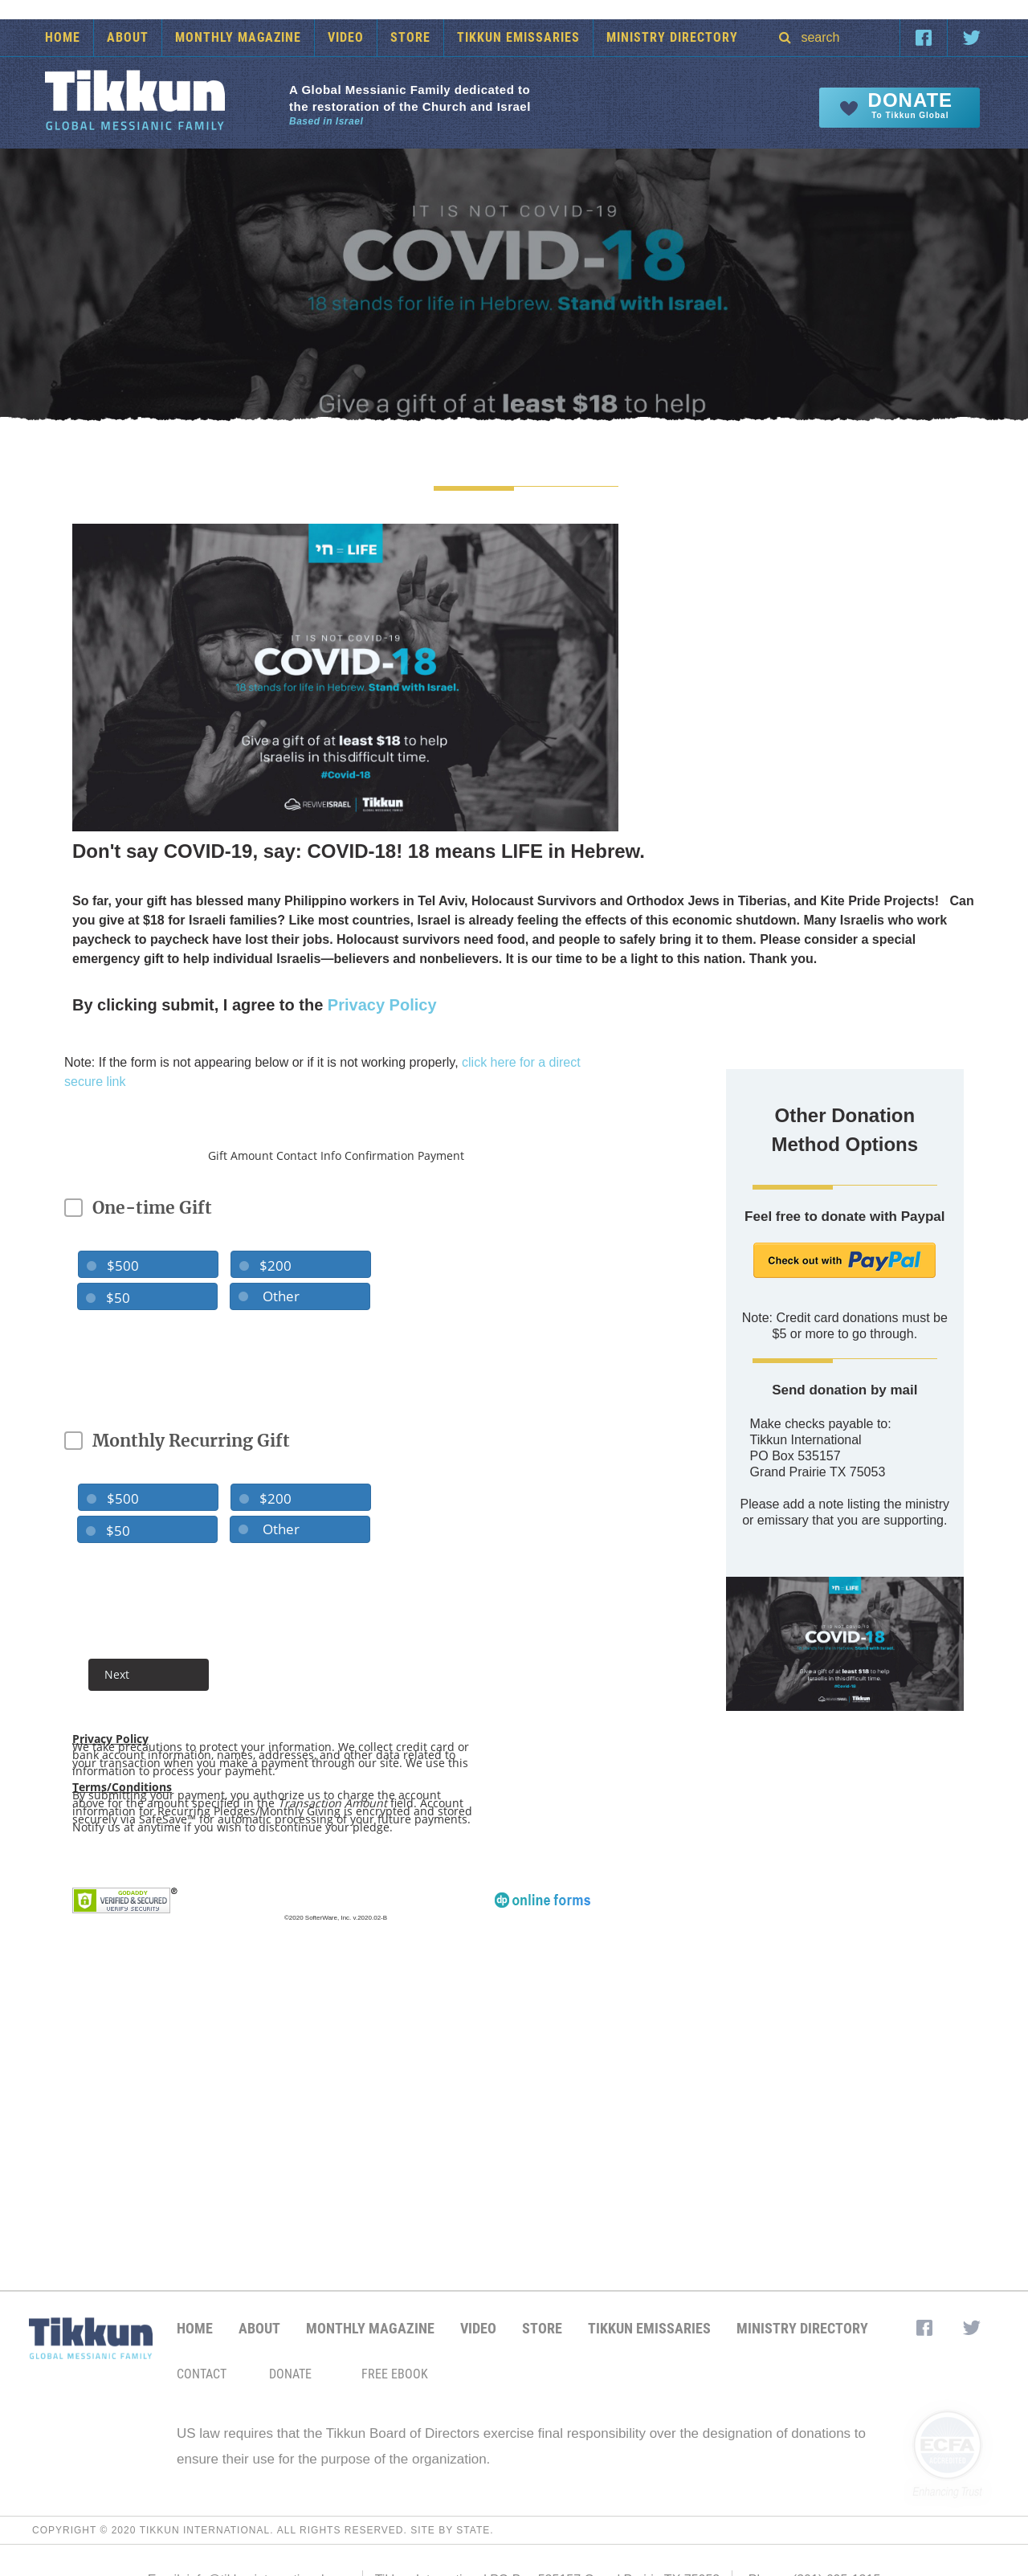 HOME ABOUT MONTHLY MAGAZINE VIDEO STORE TIKKUN EMISSARIES MINISTRY DIRECTORY search
Tikkun
GLOBAL MESSIANIC FAMILY
A Global Messianic Family dedicated to
the restoration of the Church and Israel
Based in Israel
DONATE
To Tikkun Global
IT IS NOT COVID-19
COVID-18
18 stands for life in Hebrew. Stand with Israel.
Give a gift of at least $18 to help
חי = LIFE
IT IS NOT COVID-19
COVID-18
18 stands for life in Hebrew. Stand with Israel.
Give a gift of at least $18 to help
Israelis in this difficult time.
#Covid-18
REVIVEISRAEL Tikkun
Don't say COVID-19, say: COVID-18! 18 means LIFE in Hebrew.
So far, your gift has blessed many Philippino workers in Tel Aviv, Holocaust Survivors and Orthodox Jews in Tiberias, and Kite Pride Projects! Can
you give at $18 for Israeli families? Like most countries, Israel is already feeling the effects of this economic shutdown. Many Israelis who work
paycheck to paycheck have lost their jobs. Holocaust survivors need food, and people to safely bring it to them. Please consider a special
emergency gift to help individual Israelis—believers and nonbelievers. It is our time to be a light to this nation. Thank you.
By clicking submit, I agree to the Privacy Policy
Note: If the form is not appearing below or if it is not working properly, click here for a direct
secure link
Gift Amount Contact Info Confirmation Payment
One-time Gift
$500 $200
$50 Other
Monthly Recurring Gift
$500 $200
$50 Other
Next
Privacy Policy
We take precautions to protect your information. We collect credit card or
bank account information, names, addresses, and other data related to
your transaction when you make a payment through our site. We use this
information to process your payment.
Terms/Conditions
By submitting your payment, you authorize us to charge the account
above for the amount specified in the Transaction Amount field. Account
information for Recurring Pledges/Monthly Giving is encrypted and stored
securely via SafeSave™ for automatic processing of your future payments.
Notify us at anytime if you wish to discontinue your pledge.
GODADDY
VERIFIED & SECURED
VERIFY SECURITY
®
©2020 SofterWare, Inc. v.2020.02-B
dp online forms
Other Donation
Method Options
Feel free to donate with Paypal
Check out with PayPal
Note: Credit card donations must be
$5 or more to go through.
Send donation by mail
Make checks payable to:
Tikkun International
PO Box 535157
Grand Prairie TX 75053
Please add a note listing the ministry
or emissary that you are supporting.
חי = LIFE
COVID-18
18 stands for life in Hebrew. Stand with Israel.
Give a gift of at least $18 to help
Israelis in this difficult time.
#Covid-18
REVIVEISRAEL Tikkun
Tikkun
GLOBAL MESSIANIC FAMILY
HOME ABOUT MONTHLY MAGAZINE VIDEO STORE TIKKUN EMISSARIES MINISTRY DIRECTORY
CONTACT DONATE FREE EBOOK
US law requires that the Tikkun Board of Directors exercise final responsibility over the designation of donations to
ensure their use for the purpose of the organization.
ECFA
Enhancing Trust
COPYRIGHT © 2020 TIKKUN INTERNATIONAL. ALL RIGHTS RESERVED. SITE BY STATE.